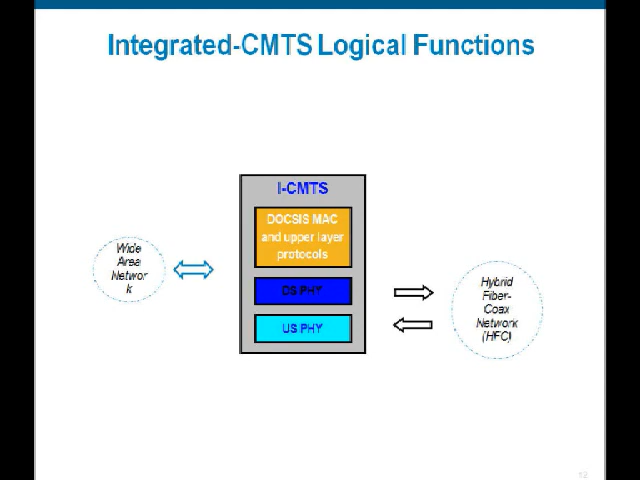 Integrated-CMTS Logical Functions
I-CMTS
DOCSIS MAC
and upper layer
protocols
Wide
Area
Networ
k
DS PHY
US PHY
Hybrid
Fiber-
Coax
Network
(HFC)